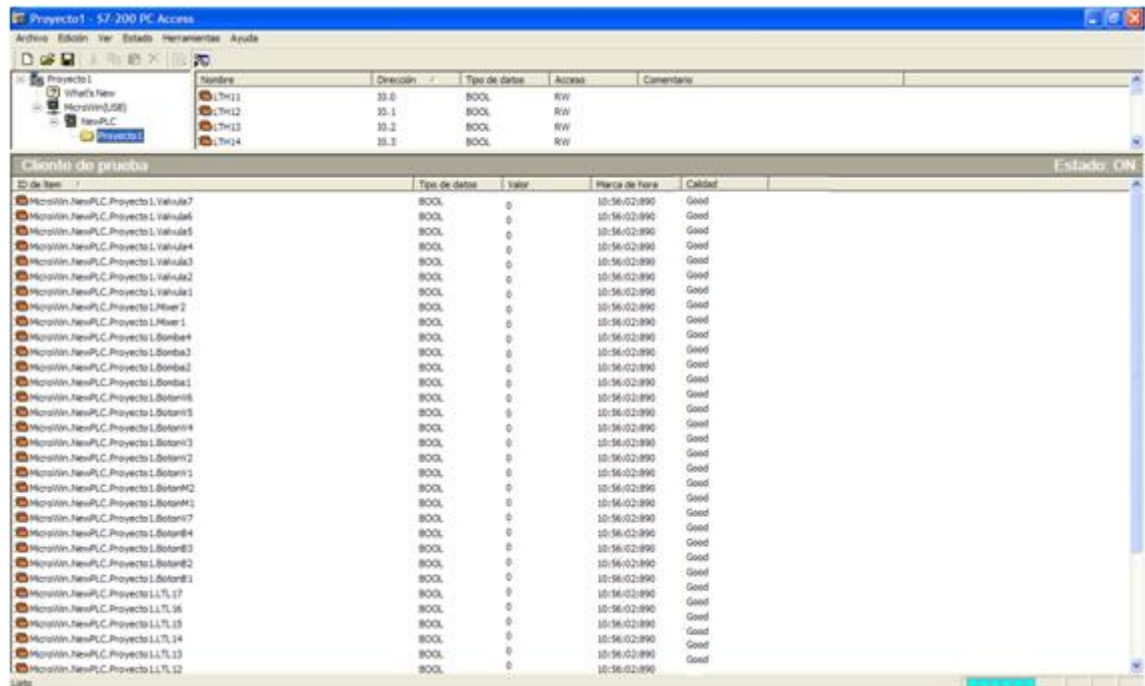 Proyecto1 - S7-200 PC Access
Archivo Edición Ver Estado Herramientas Ayuda
Proyecto1
What's New
MicroWin(USB)
NewPLC
Proyecto1
Nombre Dirección Tipo de datos Acceso Comentario
LTH11 I0.0 BOOL RW
LTH12 I0.1 BOOL RW
LTH13 I0.2 BOOL RW
LTH14 I0.3 BOOL RW
Cliente de prueba Estado: ON
ID de ítem Tipo de datos Valor Marca de hora Calidad
MicroWin.NewPLC.Proyecto1.Valvula7 BOOL 0 10:56:02:890 Good
MicroWin.NewPLC.Proyecto1.Valvula6 BOOL 0 10:56:02:890 Good
MicroWin.NewPLC.Proyecto1.Valvula5 BOOL 0 10:56:02:890 Good
MicroWin.NewPLC.Proyecto1.Valvula4 BOOL 0 10:56:02:890 Good
MicroWin.NewPLC.Proyecto1.Valvula3 BOOL 0 10:56:02:890 Good
MicroWin.NewPLC.Proyecto1.Valvula2 BOOL 0 10:56:02:890 Good
MicroWin.NewPLC.Proyecto1.Valvula1 BOOL 0 10:56:02:890 Good
MicroWin.NewPLC.Proyecto1.Mixer2 BOOL 0 10:56:02:890 Good
MicroWin.NewPLC.Proyecto1.Mixer1 BOOL 0 10:56:02:890 Good
MicroWin.NewPLC.Proyecto1.Bomba4 BOOL 0 10:56:02:890 Good
MicroWin.NewPLC.Proyecto1.Bomba3 BOOL 0 10:56:02:890 Good
MicroWin.NewPLC.Proyecto1.Bomba2 BOOL 0 10:56:02:890 Good
MicroWin.NewPLC.Proyecto1.Bomba1 BOOL 0 10:56:02:890 Good
MicroWin.NewPLC.Proyecto1.BotonV6 BOOL 0 10:56:02:890 Good
MicroWin.NewPLC.Proyecto1.BotonV5 BOOL 0 10:56:02:890 Good
MicroWin.NewPLC.Proyecto1.BotonV4 BOOL 0 10:56:02:890 Good
MicroWin.NewPLC.Proyecto1.BotonV3 BOOL 0 10:56:02:890 Good
MicroWin.NewPLC.Proyecto1.BotonV2 BOOL 0 10:56:02:890 Good
MicroWin.NewPLC.Proyecto1.BotonV1 BOOL 0 10:56:02:890 Good
MicroWin.NewPLC.Proyecto1.BotonM2 BOOL 0 10:56:02:890 Good
MicroWin.NewPLC.Proyecto1.BotonM1 BOOL 0 10:56:02:890 Good
MicroWin.NewPLC.Proyecto1.BotonV7 BOOL 0 10:56:02:890 Good
MicroWin.NewPLC.Proyecto1.BotonB4 BOOL 0 10:56:02:890 Good
MicroWin.NewPLC.Proyecto1.BotonB3 BOOL 0 10:56:02:890 Good
MicroWin.NewPLC.Proyecto1.BotonB2 BOOL 0 10:56:02:890 Good
MicroWin.NewPLC.Proyecto1.BotonB1 BOOL 0 10:56:02:890 Good
MicroWin.NewPLC.Proyecto1.LTL17 BOOL 0 10:56:02:890 Good
MicroWin.NewPLC.Proyecto1.LTL16 BOOL 0 10:56:02:890 Good
MicroWin.NewPLC.Proyecto1.LTL15 BOOL 0 10:56:02:890 Good
MicroWin.NewPLC.Proyecto1.LTL14 BOOL 0 10:56:02:890 Good
MicroWin.NewPLC.Proyecto1.LTL13 BOOL 0 10:56:02:890 Good
MicroWin.NewPLC.Proyecto1.LTL12 BOOL 0 10:56:02:890 Good
Listo